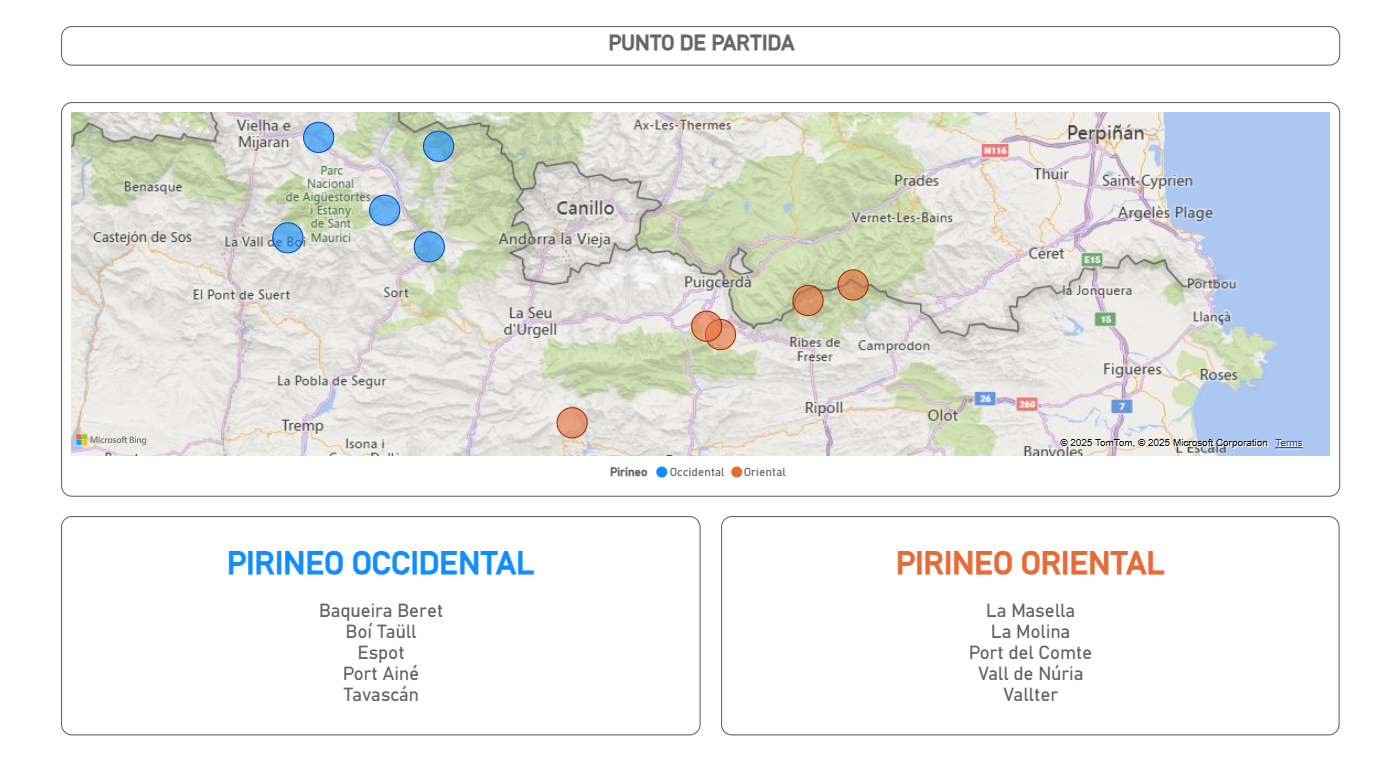 PUNTO DE PARTIDA
Ax-Les-Thermes
Vielha e
Mijaran
Perpiñán
N116
Parc
Nacional
de Aigüestortes
i Estany
de Sant
Maurici
Benasque
Prades
Thuir
Saint-Cyprien
Canillo
Vernet-Les-Bains
Argelès Plage
Castejón de Sos
La Vall de Boí
Andorra la Vieja
Céret
E15
Puigcerdà
Portbou
El Pont de Suert
Sort
la Jonquera
La Seu
d'Urgell
15
Llançà
Ribes de
Freser
Camprodon
Figueres
Roses
La Pobla de Segur
26
260
7
Ripoll
Olot
Tremp
Isona i
Microsoft Bing
© 2025 TomTom, © 2025 Microsoft Corporation Terms
Banyoles
L'Escala
Pirineo Occidental Oriental
PIRINEO OCCIDENTAL
Baqueira Beret
Boí Taüll
Espot
Port Ainé
Tavascán
PIRINEO ORIENTAL
La Masella
La Molina
Port del Comte
Vall de Núria
Vallter